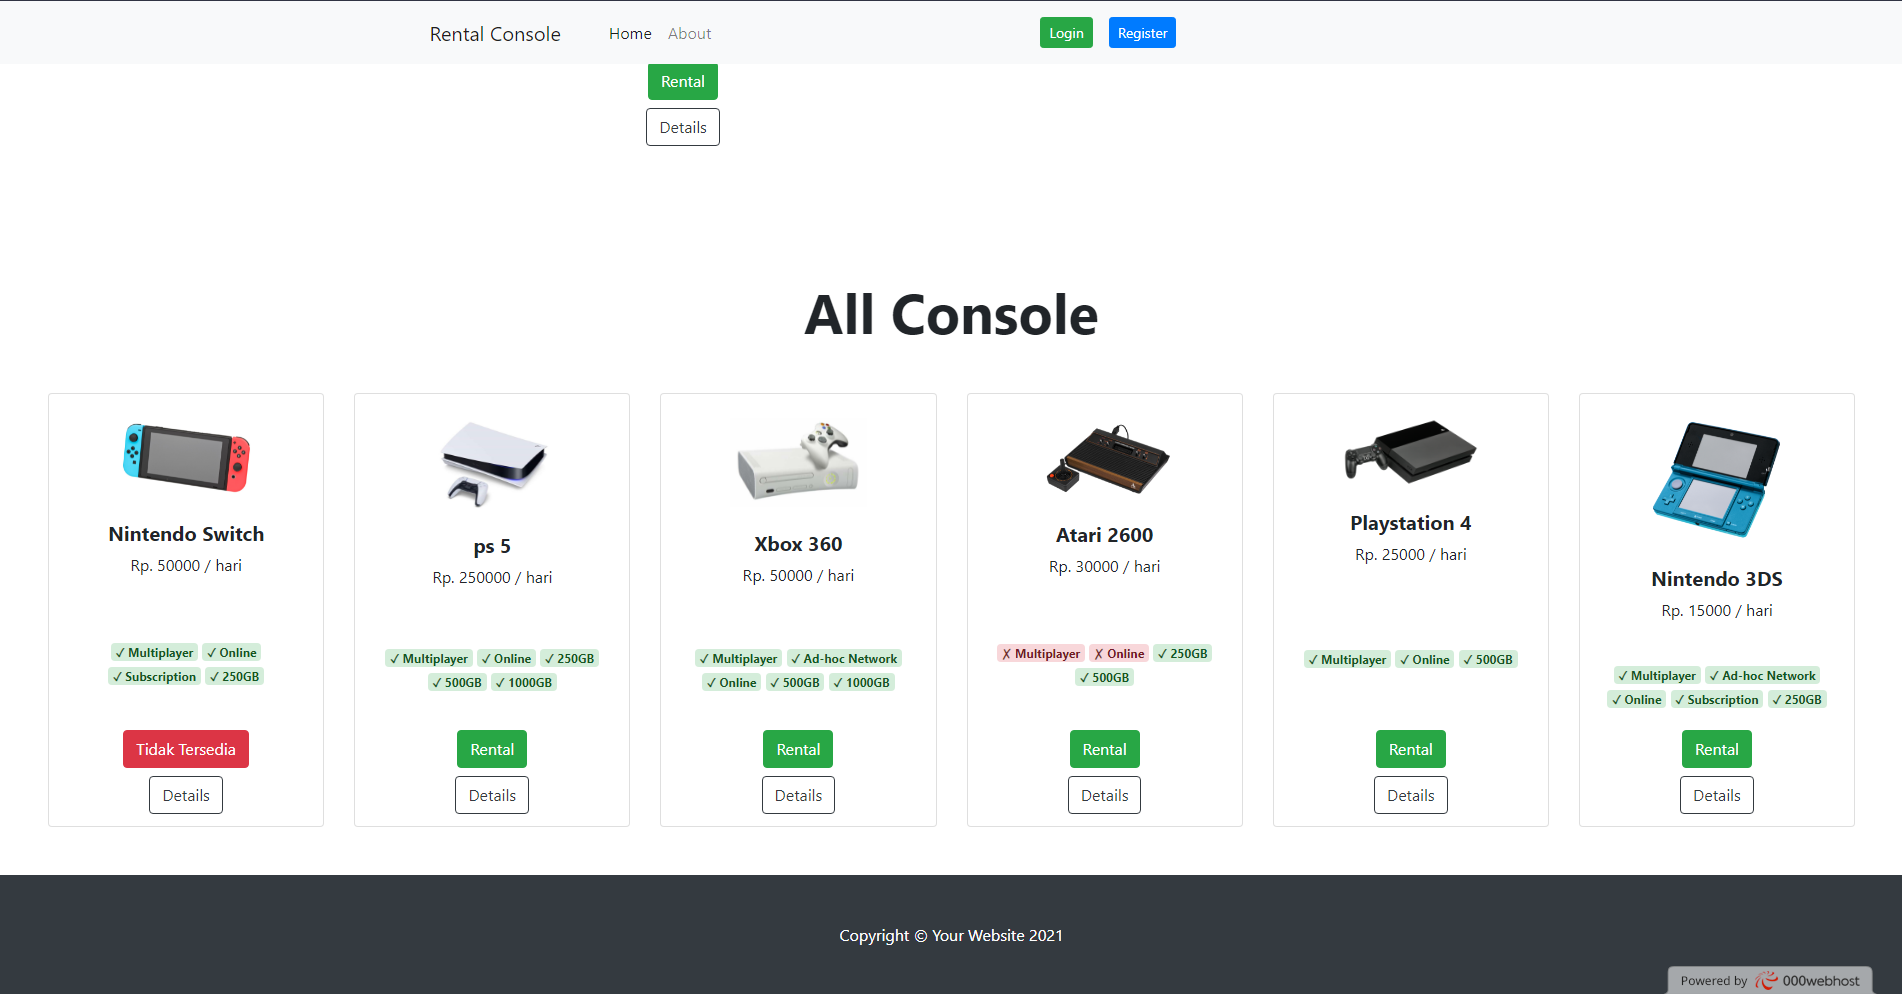 Rental Console Home About Login Register
Rental
Details
All Console
Nintendo Switch
Rp. 50000 / hari
✓ Multiplayer ✓ Online
✓ Subscription ✓ 250GB
Tidak Tersedia
Details
ps 5
Rp. 250000 / hari
✓ Multiplayer ✓ Online ✓ 250GB
✓ 500GB ✓ 1000GB
Rental
Details
Xbox 360
Rp. 50000 / hari
✓ Multiplayer ✓ Ad-hoc Network
✓ Online ✓ 500GB ✓ 1000GB
Rental
Details
Atari 2600
Rp. 30000 / hari
✗ Multiplayer ✗ Online ✓ 250GB
✓ 500GB
Rental
Details
Playstation 4
Rp. 25000 / hari
✓ Multiplayer ✓ Online ✓ 500GB
Rental
Details
Nintendo 3DS
Rp. 15000 / hari
✓ Multiplayer ✓ Ad-hoc Network
✓ Online ✓ Subscription ✓ 250GB
Rental
Details
Copyright © Your Website 2021
Powered by 000webhost